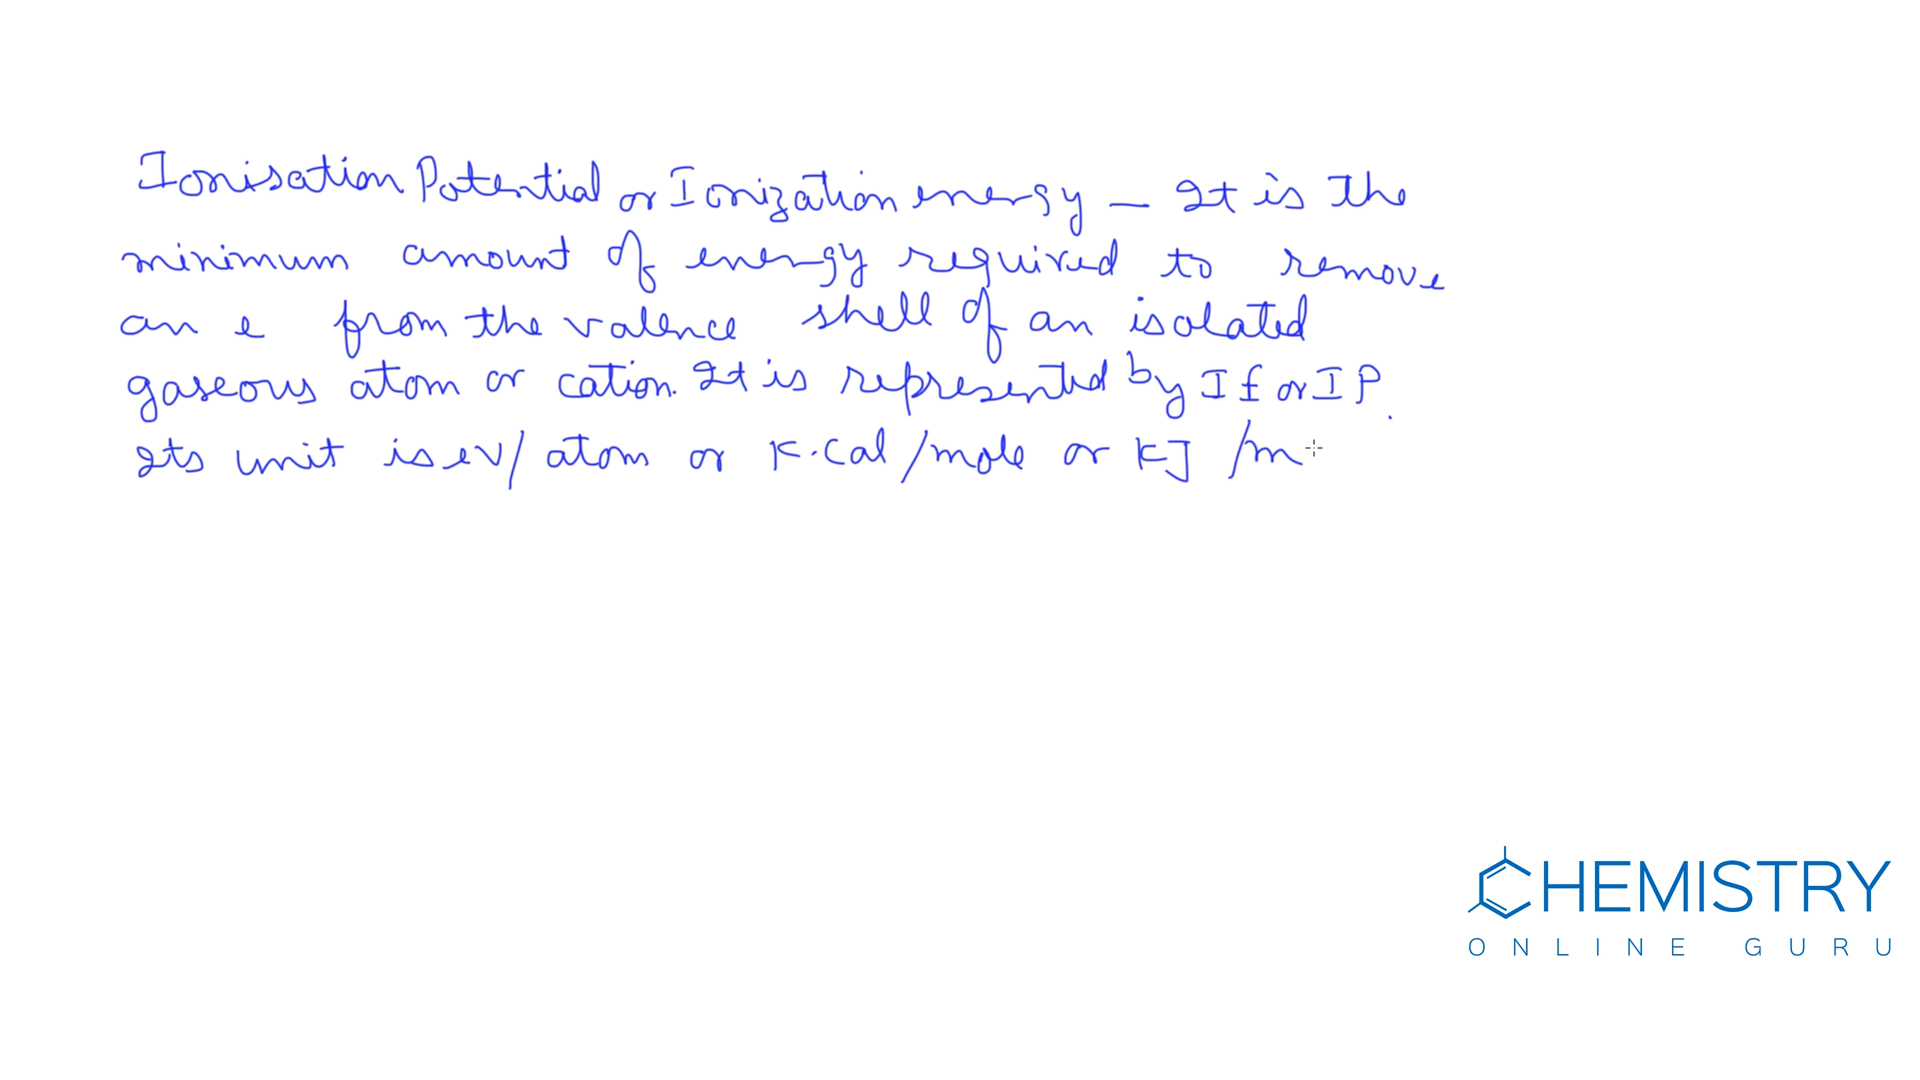 Ionisation Potential or Ionization energy – It is the
minimum amount of energy required to remove
an e from the valence shell of an isolated
gaseous atom or cation. It is represented by IE or IP.
Its unit is ev/ atom or K.Cal /mole or KJ /m
CHEMISTRY
ONLINE GURU